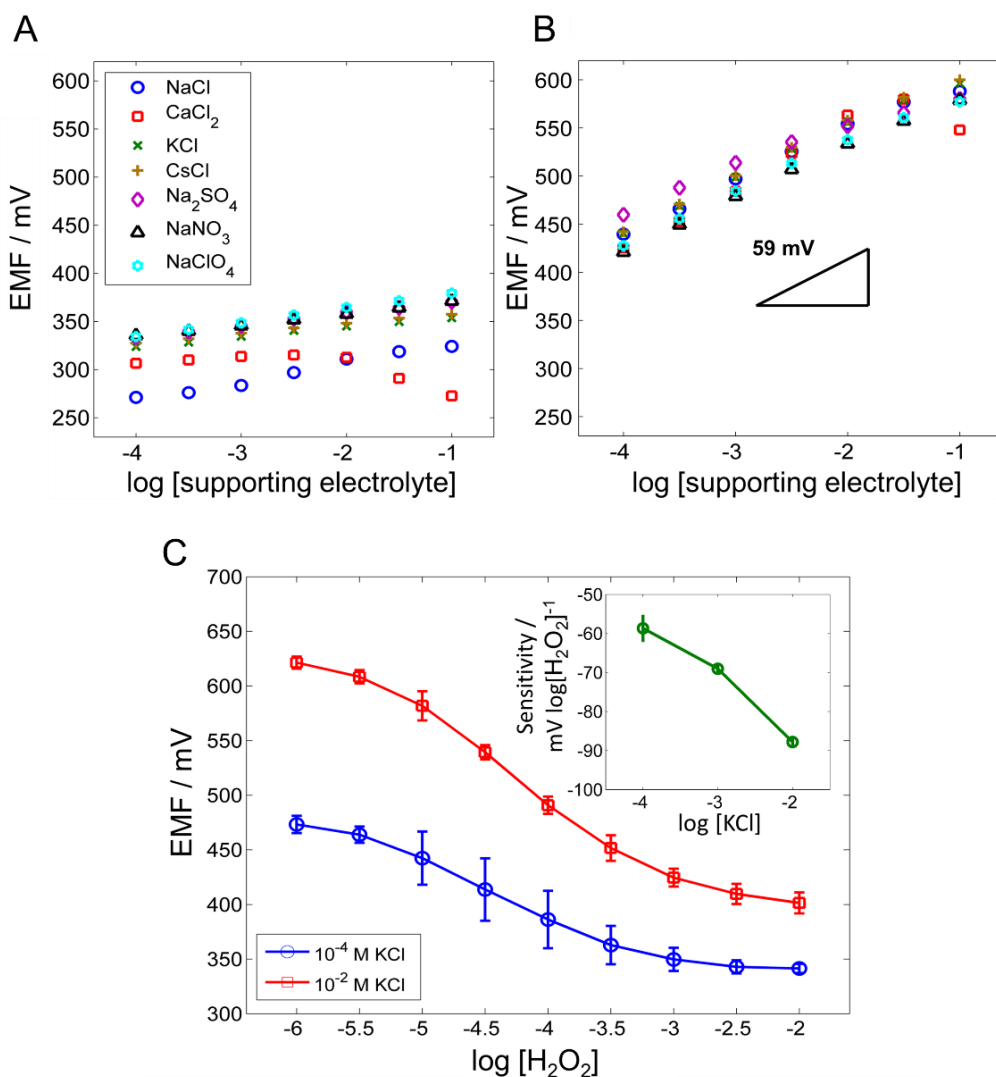 A
EMF / mV
600
550
500
450
400
350
300
250
NaCl
CaCl₂
KCl
CsCl
Na₂SO₄
NaNO₃
NaClO₄
-4 -3 -2 -1
log [supporting electrolyte]
B
EMF / mV
600
550
500
450
400
350
300
250
59 mV
-4 -3 -2 -1
log [supporting electrolyte]
C
EMF / mV
700
650
600
550
500
450
400
350
300
10⁻⁴ M KCl
10⁻² M KCl
-6 -5.5 -5 -4.5 -4 -3.5 -3 -2.5 -2
log [H₂O₂]
Sensitivity /
mV log[H₂O₂]⁻¹
-50
-60
-70
-80
-90
-100
-4 -3 -2
log [KCl]